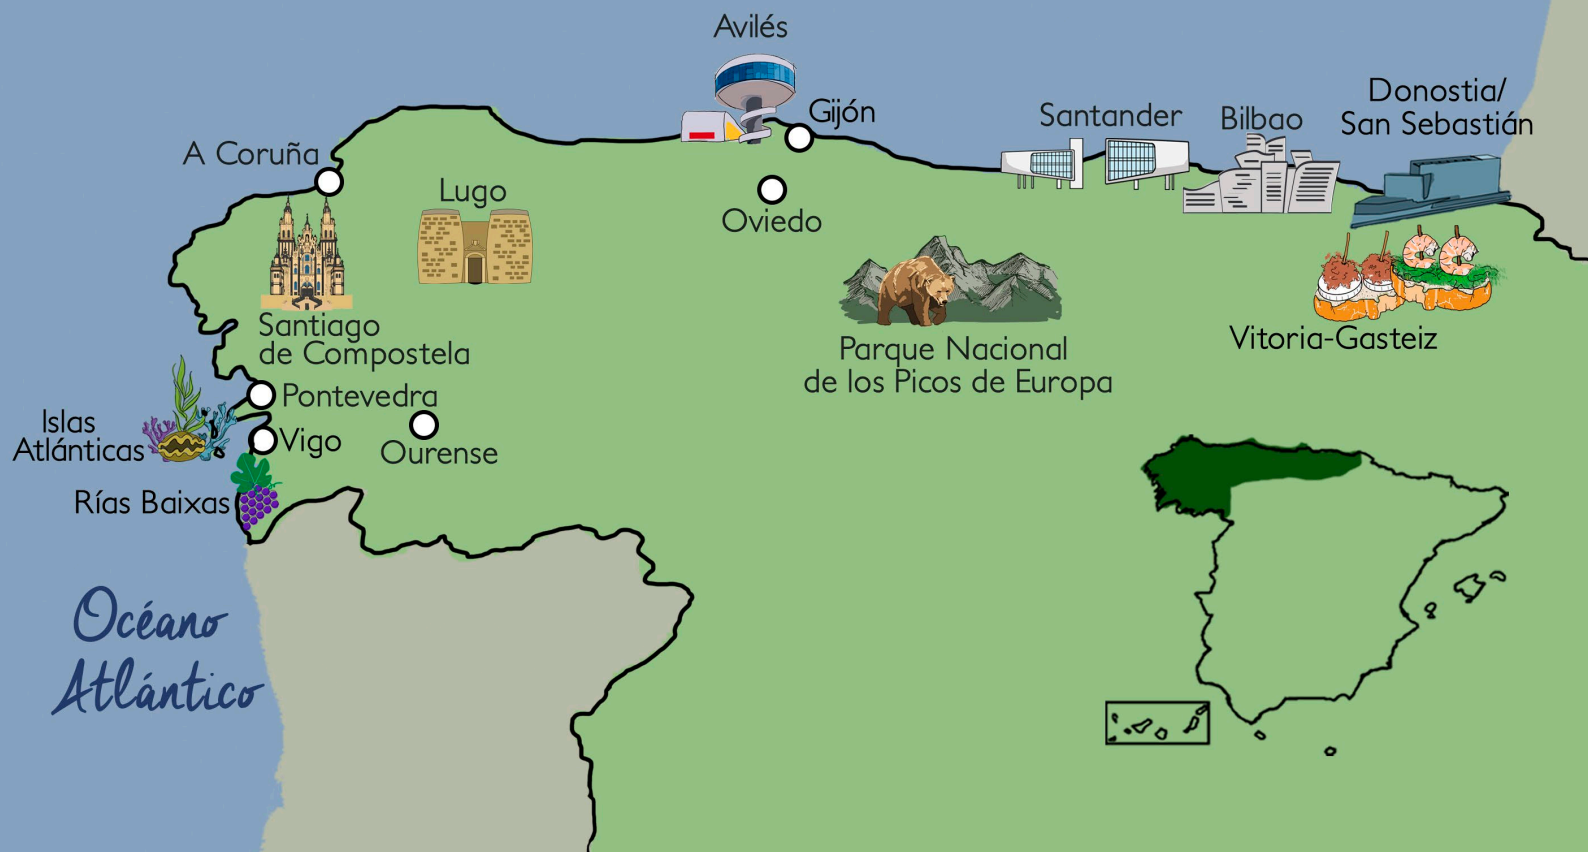 Avilés
Gijón
Santander
Bilbao
Donostia/
San Sebastián
A Coruña
Lugo
Oviedo
Santiago
de Compostela
Parque Nacional
de los Picos de Europa
Vitoria-Gasteiz
Pontevedra
Islas
Atlánticas
Vigo
Ourense
Rías Baixas
Océano
Atlántico